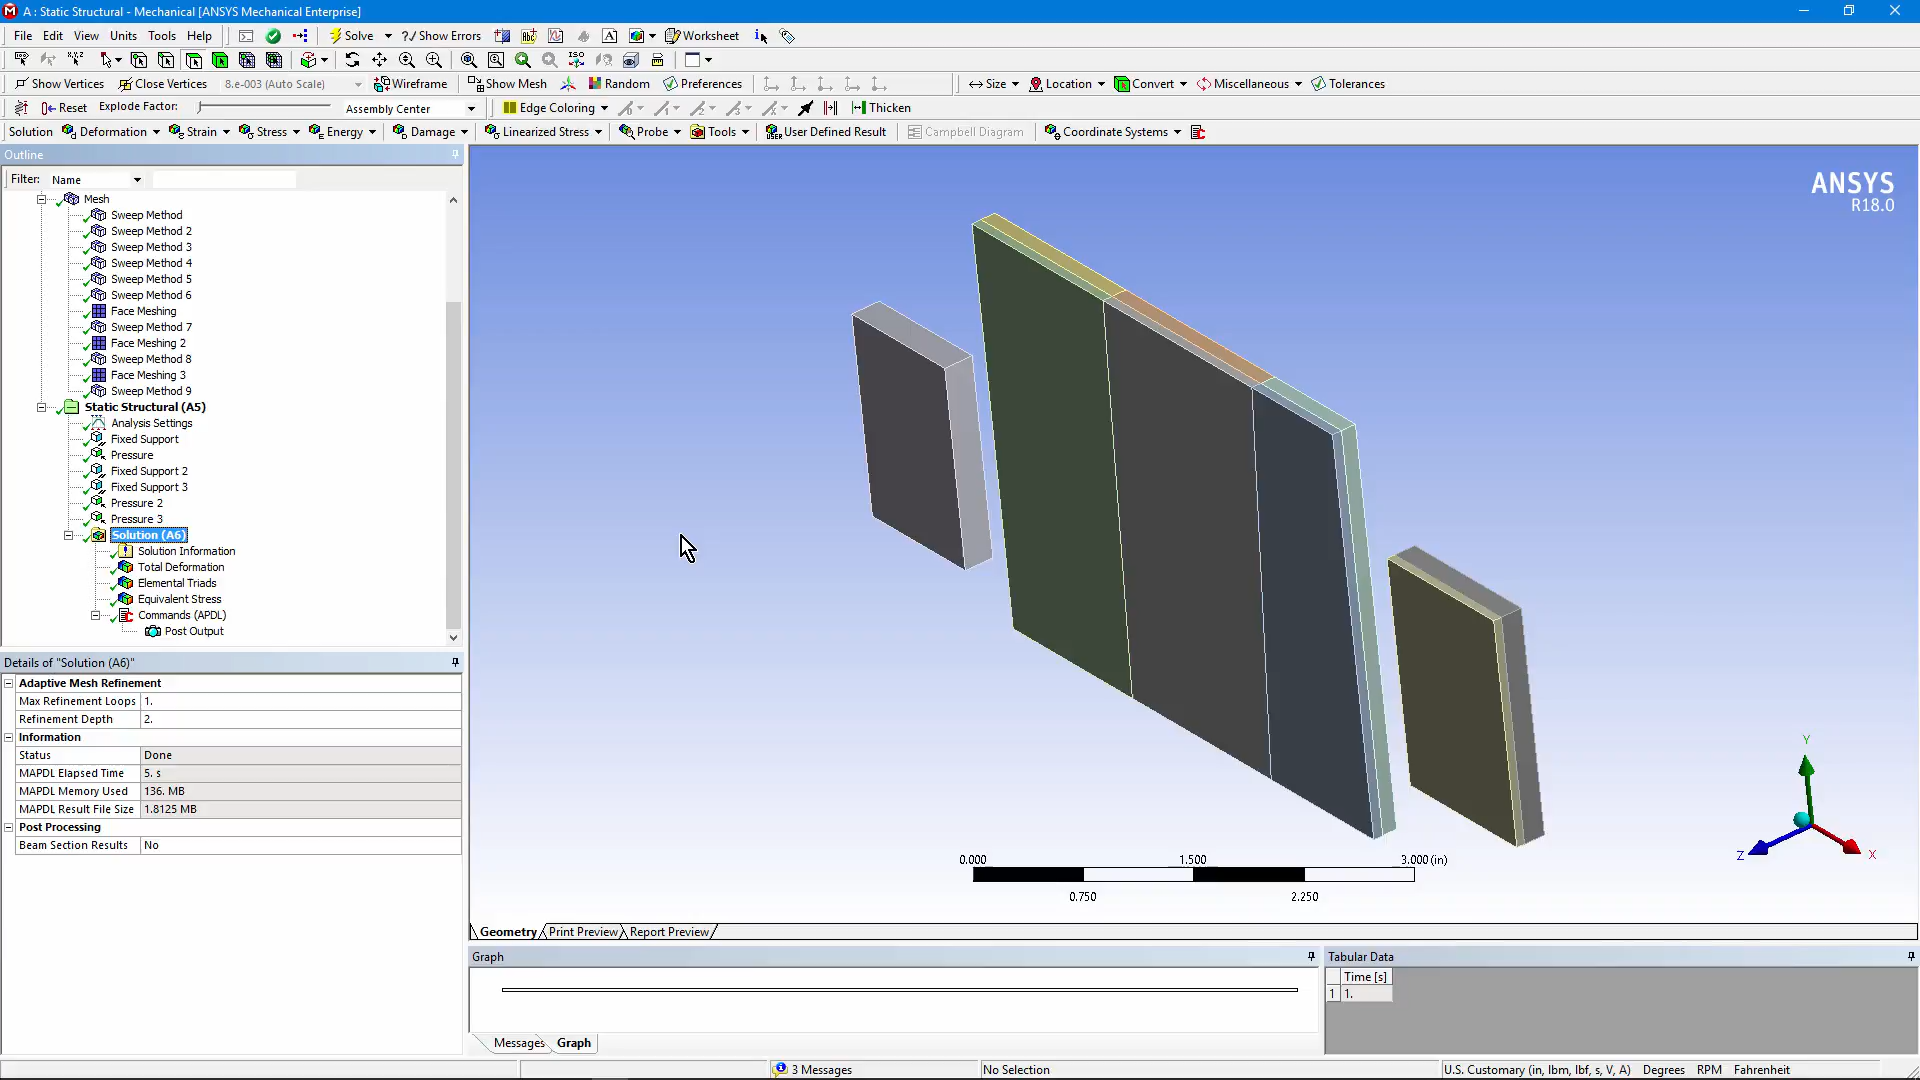 A : Static Structural - Mechanical [ANSYS Mechanical Enterprise]
File Edit View Units Tools Help Solve ?/ Show Errors Worksheet
Show Vertices Close Vertices 8.e-003 (Auto Scale) Wireframe Show Mesh Random Preferences Size Location Convert Miscellaneous Tolerances
Reset Explode Factor: Assembly Center Edge Coloring Thicken
Solution Deformation Strain Stress Energy Damage Linearized Stress Probe Tools User Defined Result Campbell Diagram Coordinate Systems
Outline
Filter: Name
Mesh
Sweep Method
Sweep Method 2
Sweep Method 3
Sweep Method 4
Sweep Method 5
Sweep Method 6
Face Meshing
Sweep Method 7
Face Meshing 2
Sweep Method 8
Face Meshing 3
Sweep Method 9
Static Structural (A5)
Analysis Settings
Fixed Support
Pressure
Fixed Support 2
Fixed Support 3
Pressure 2
Pressure 3
Solution (A6)
Solution Information
Total Deformation
Elemental Triads
Equivalent Stress
Commands (APDL)
Post Output
Details of "Solution (A6)"
Adaptive Mesh Refinement
Max Refinement Loops 1.
Refinement Depth 2.
Information
Status Done
MAPDL Elapsed Time 5. s
MAPDL Memory Used 136. MB
MAPDL Result File Size 1.8125 MB
Post Processing
Beam Section Results No
ANSYS
R18.0
Y
Z
X
0.000 1.500 3.000 (in)
0.750 2.250
Geometry Print Preview Report Preview
Graph
Messages Graph
Tabular Data
Time [s]
1 1.
3 Messages No Selection U.S. Customary (in, lbm, lbf, s, V, A) Degrees RPM Fahrenheit